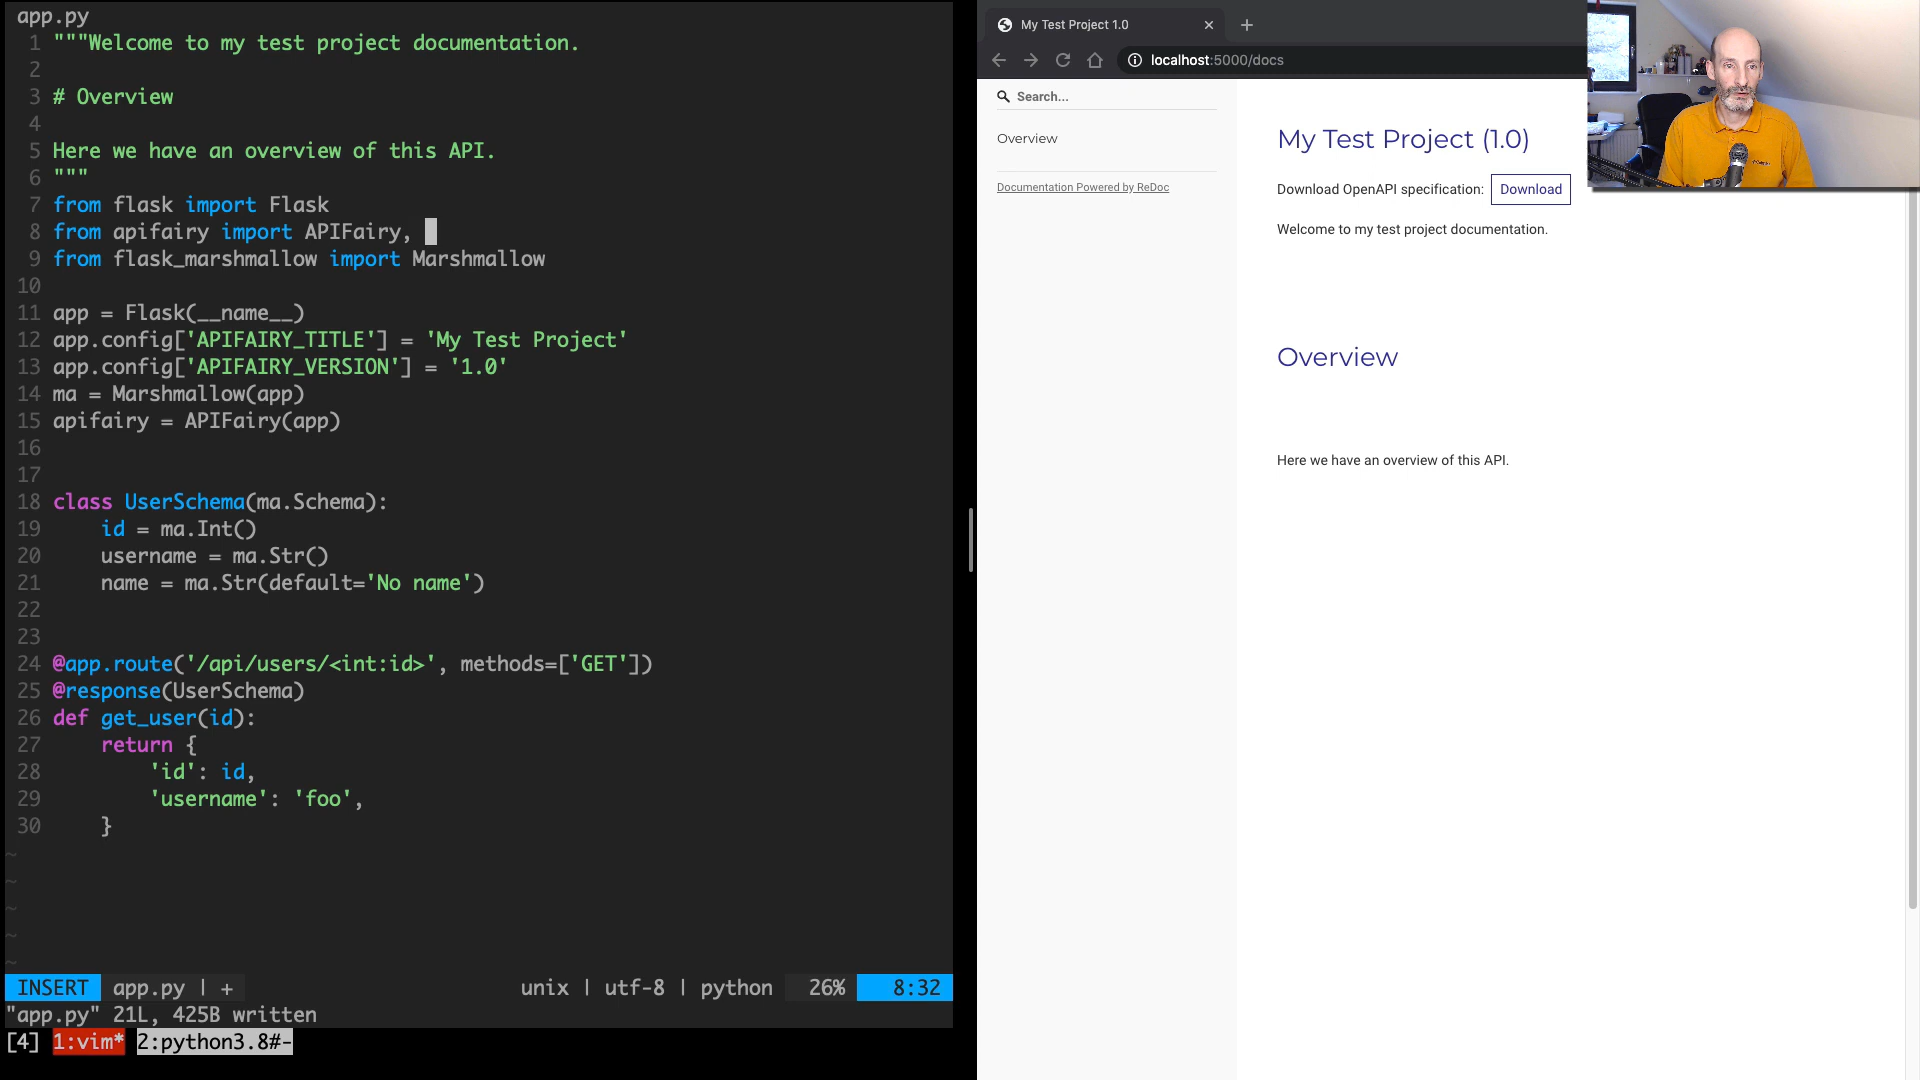 app.py
1 """Welcome to my test project documentation.
2
3 # Overview
4
5 Here we have an overview of this API.
6 """
7 from flask import Flask
8 from apifairy import APIFairy,
9 from flask_marshmallow import Marshmallow
10
11 app = Flask(__name__)
12 app.config['APIFAIRY_TITLE'] = 'My Test Project'
13 app.config['APIFAIRY_VERSION'] = '1.0'
14 ma = Marshmallow(app)
15 apifairy = APIFairy(app)
16
17
18 class UserSchema(ma.Schema):
19     id = ma.Int()
20     username = ma.Str()
21     name = ma.Str(default='No name')
22
23
24 @app.route('/api/users/<int:id>', methods=['GET'])
25 @response(UserSchema)
26 def get_user(id):
27     return {
28         'id': id,
29         'username': 'foo',
30     }
~
~
~
~
~
INSERT app.py | + unix | utf-8 | python 26% 8:32
"app.py" 21L, 425B written
[4] 1:vim* 2:python3.8#-
My Test Project 1.0
localhost:5000/docs
Search...
Overview
Documentation Powered by ReDoc
My Test Project (1.0)
Download OpenAPI specification: Download
Welcome to my test project documentation.
Overview
Here we have an overview of this API.